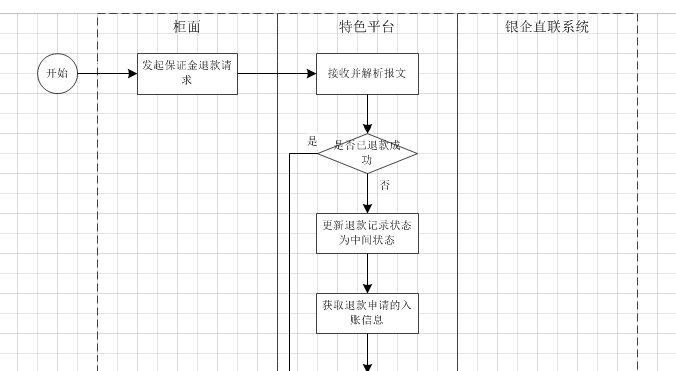 柜面
特色平台
银企直联系统
开始
发起保证金退款请
求
接收并解析报文
是
是否已退款成
功
否
更新退款记录状态
为中间状态
获取退款申请的入
账信息